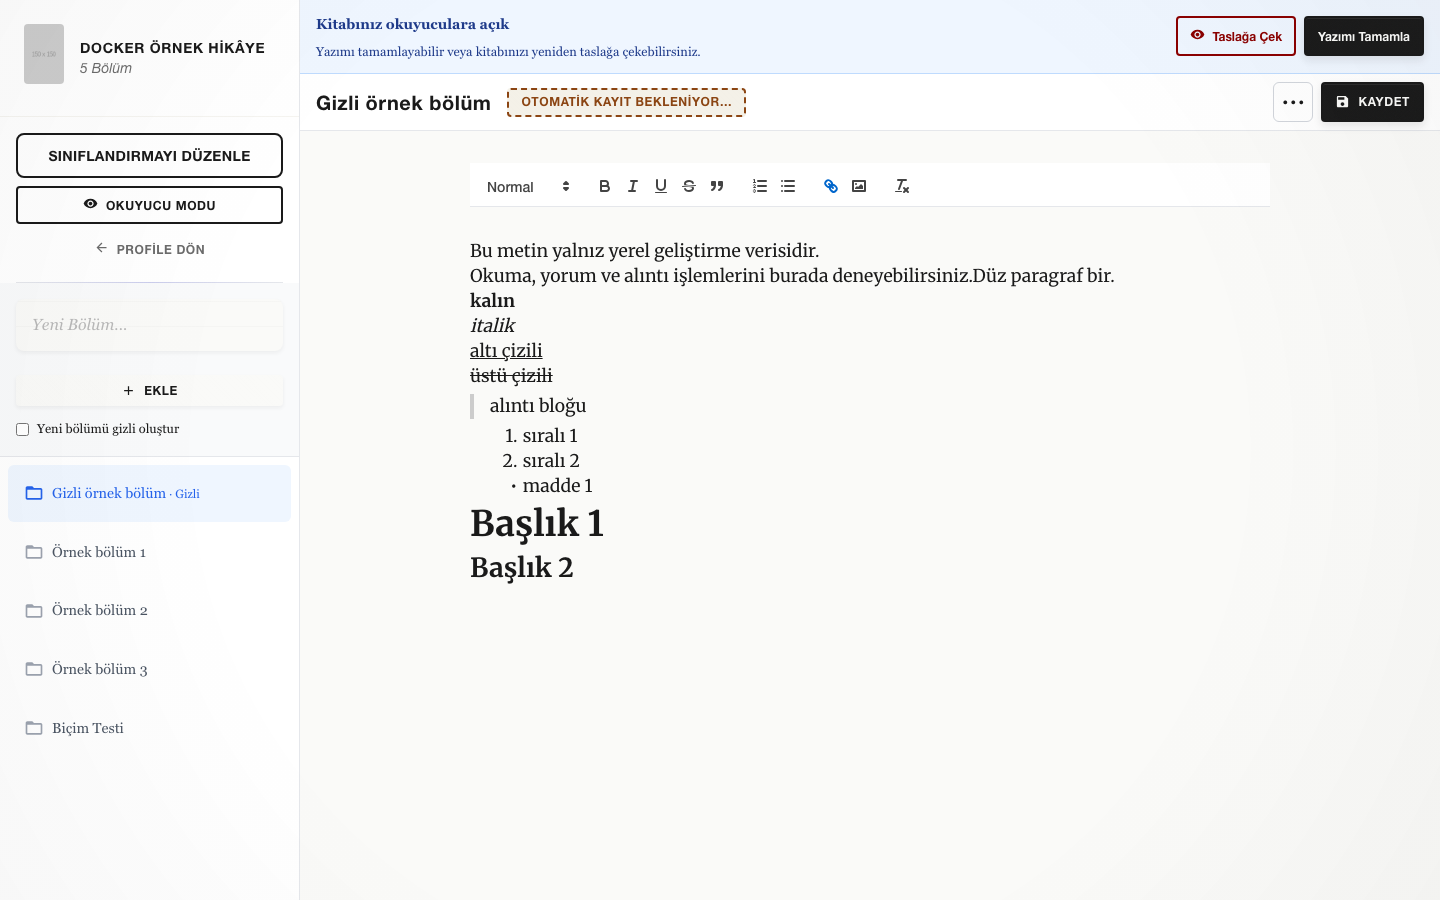 150 x 150
DOCKER ÖRNEK HİKÂYE
5 Bölüm
SINIFLANDIRMAYI DÜZENLE
OKUYUCU MODU
PROFİLE DÖN
Yeni Bölüm...
EKLE
Yeni bölümü gizli oluştur
Gizli örnek bölüm · Gizli
Örnek bölüm 1
Örnek bölüm 2
Örnek bölüm 3
Biçim Testi
Kitabınız okuyuculara açık
Yazımı tamamlayabilir veya kitabınızı yeniden taslağa çekebilirsiniz.
Taslağa Çek
Yazımı Tamamla
Gizli örnek bölüm
OTOMATİK KAYIT BEKLENİYOR...
KAYDET
Normal
Bu metin yalnız yerel geliştirme verisidir.
Okuma, yorum ve alıntı işlemlerini burada deneyebilirsiniz.Düz paragraf bir.
kalın
italik
altı çizili
üstü çizili
alıntı bloğu
1. sıralı 1
2. sıralı 2
• madde 1
Başlık 1
Başlık 2